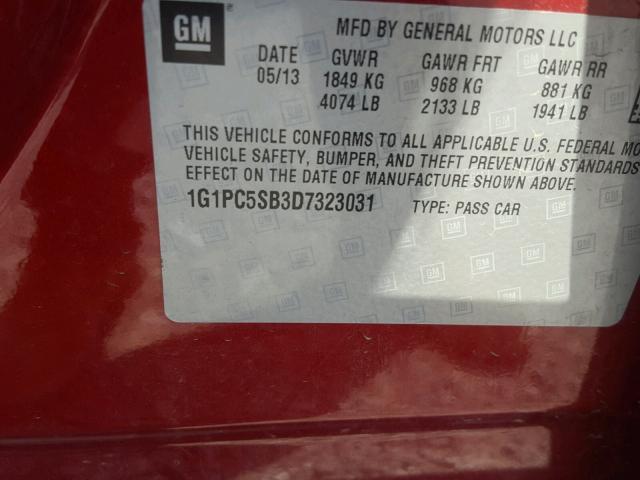 GM
MFD BY GENERAL MOTORS LLC
DATE GVWR GAWR FRT GAWR RR
05/13 1849 KG 968 KG 881 KG
4074 LB 2133 LB 1941 LB
THIS VEHICLE CONFORMS TO ALL APPLICABLE U.S. FEDERAL MO
VEHICLE SAFETY, BUMPER, AND THEFT PREVENTION STANDARDS
EFFECT ON THE DATE OF MANUFACTURE SHOWN ABOVE.
1G1PC5SB3D7323031 TYPE: PASS CAR